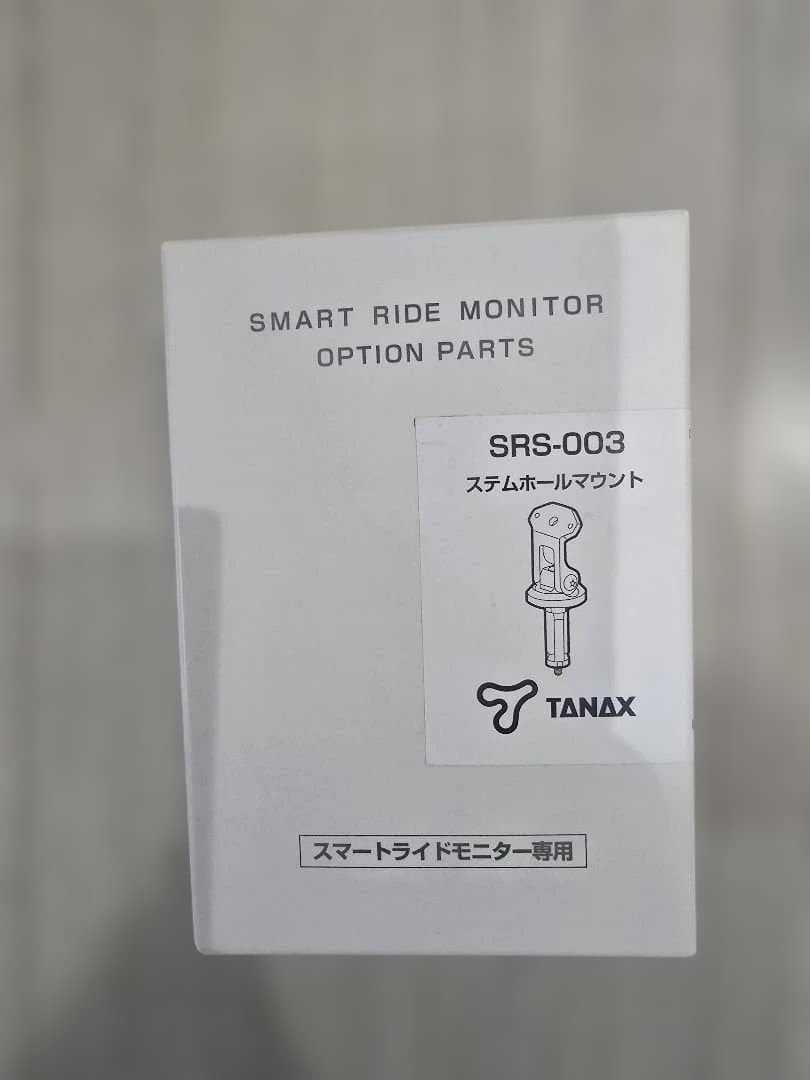 SMART RIDE MONITOR
OPTION PARTS
SRS-003
ステムホールマウント
TANAX
スマートライドモニター専用